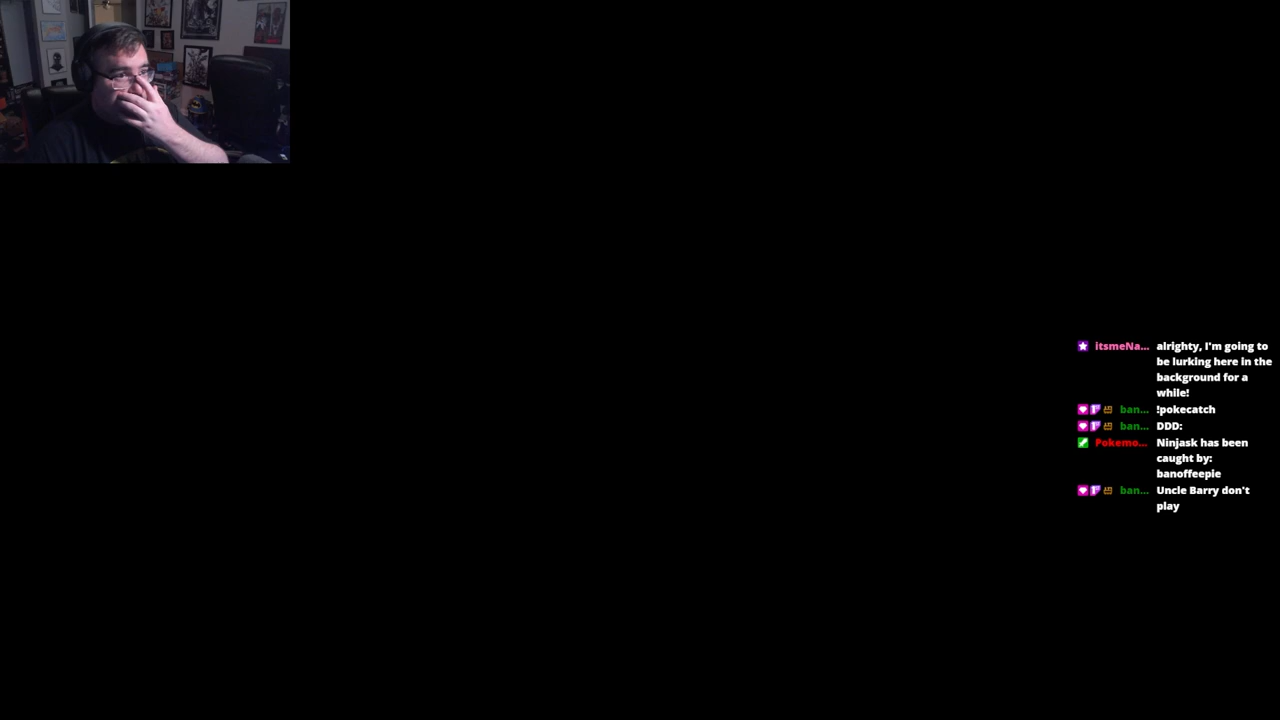 itsmeNa... alrighty, I'm going to
be lurking here in the
background for a
while!
ban... !pokecatch
ban... DDD:
Pokemo... Ninjask has been
caught by:
banoffeepie
ban... Uncle Barry don't
play